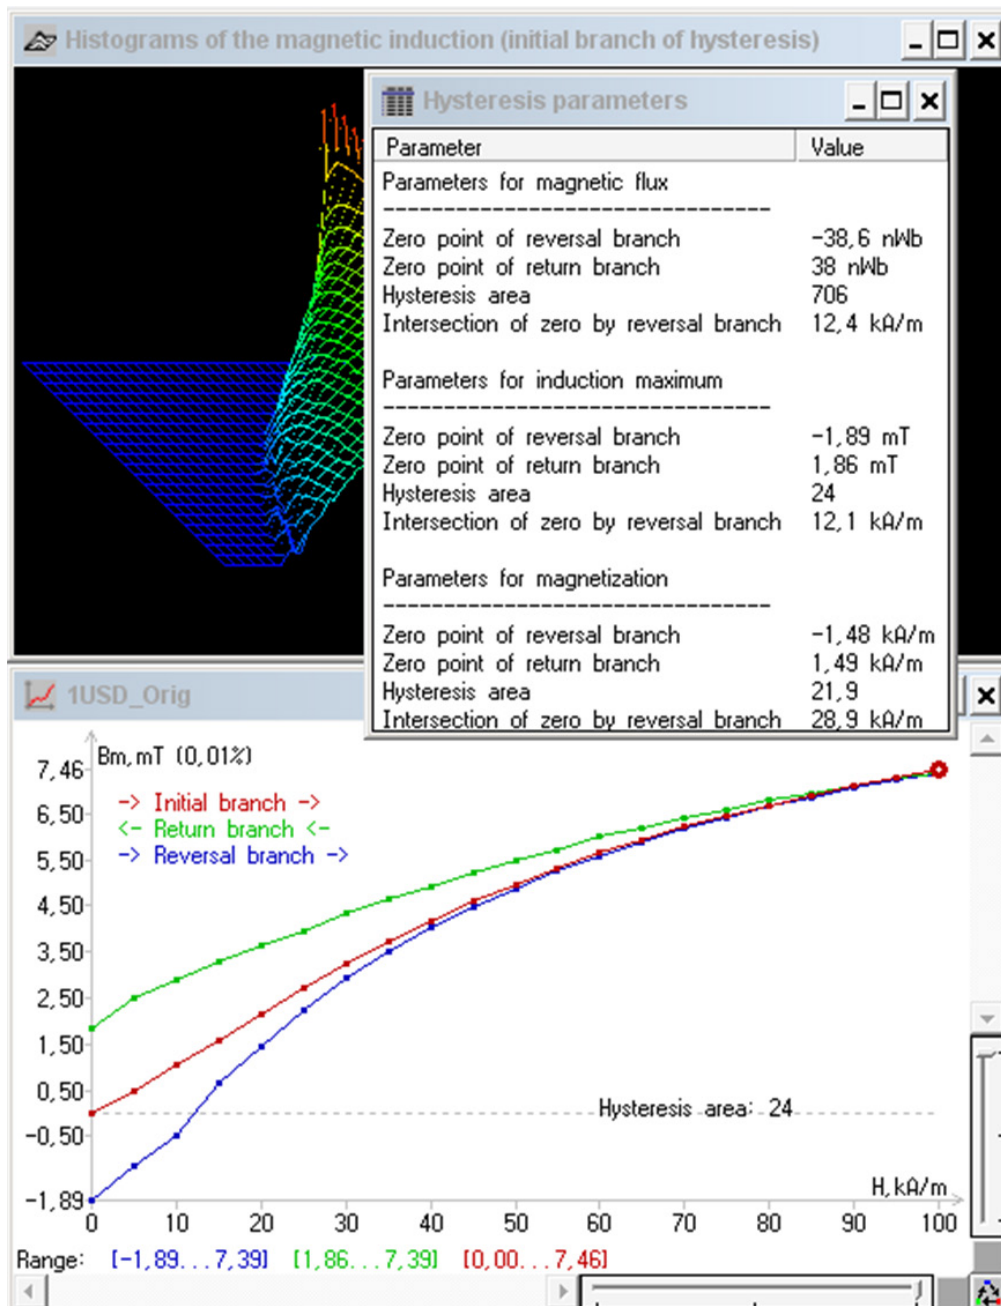 Histograms of the magnetic induction (initial branch of hysteresis)
Hysteresis parameters
Parameter Value
Parameters for magnetic flux
---------------------------------
Zero point of reversal branch -38,6 nWb
Zero point of return branch 38 nWb
Hysteresis area 706
Intersection of zero by reversal branch 12,4 kA/m
Parameters for induction maximum
---------------------------------
Zero point of reversal branch -1,89 mT
Zero point of return branch 1,86 mT
Hysteresis area 24
Intersection of zero by reversal branch 12,1 kA/m
Parameters for magnetization
---------------------------------
Zero point of reversal branch -1,48 kA/m
Zero point of return branch 1,49 kA/m
Hysteresis area 21,9
Intersection of zero by reversal branch 28,9 kA/m
1USD_Orig
Bm,mT (0,01%)
7,46
-> Initial branch ->
6,50
<- Return branch <-
-> Reversal branch ->
5,50
4,50
3,50
2,50
1,50
0,50
Hysteresis area: 24
-0,50
-1,89
H,kA/m
0 10 20 30 40 50 60 70 80 90 100
Range: [-1,89...7,39] [1,86...7,39] [0,00...7,46]